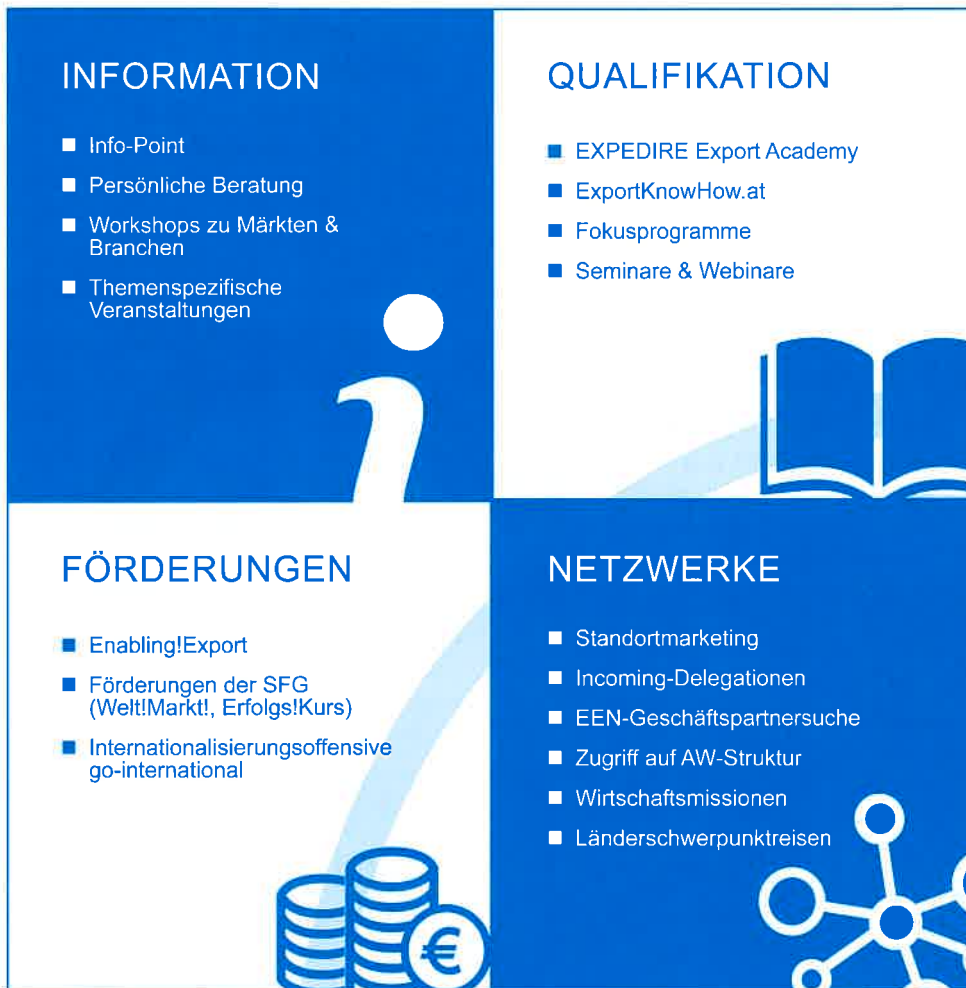 INFORMATION
■ Info-Point
■ Persönliche Beratung
■ Workshops zu Märkten &
Branchen
■ Themenspezifische
Veranstaltungen
i
QUALIFIKATION
■ EXPEDIRE Export Academy
■ ExportKnowHow.at
■ Fokusprogramme
■ Seminare & Webinare
FÖRDERUNGEN
■ Enabling!Export
■ Förderungen der SFG
(Welt!Markt!, Erfolgs!Kurs)
■ Internationalisierungsoffensive
go-international
€
NETZWERKE
■ Standortmarketing
■ Incoming-Delegationen
■ EEN-Geschäftspartnersuche
■ Zugriff auf AW-Struktur
■ Wirtschaftsmissionen
■ Länderschwerpunktreisen